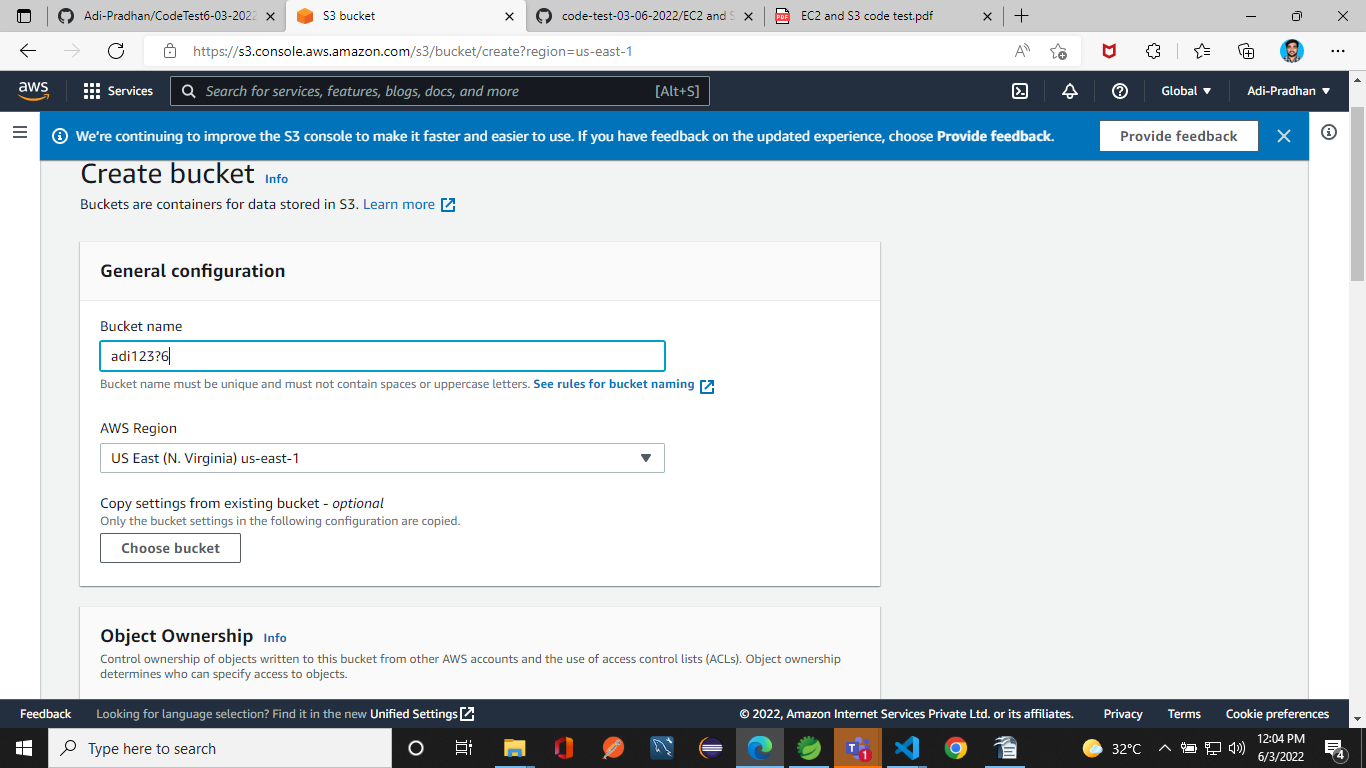 Adi-Pradhan/CodeTest6-03-2022
S3 bucket
code-test-03-06-2022/EC2 and S
EC2 and S3 code test.pdf
https://s3.console.aws.amazon.com/s3/bucket/create?region=us-east-1
aws
Services
Search for services, features, blogs, docs, and more
[Alt+S]
Global
Adi-Pradhan
We're continuing to improve the S3 console to make it faster and easier to use. If you have feedback on the updated experience, choose Provide feedback.
Provide feedback
Create bucket Info
Buckets are containers for data stored in S3. Learn more
General configuration
Bucket name
adi123?6
Bucket name must be unique and must not contain spaces or uppercase letters. See rules for bucket naming
AWS Region
US East (N. Virginia) us-east-1
Copy settings from existing bucket - optional
Only the bucket settings in the following configuration are copied.
Choose bucket
Object Ownership Info
Control ownership of objects written to this bucket from other AWS accounts and the use of access control lists (ACLs). Object ownership
determines who can specify access to objects.
Feedback
Looking for language selection? Find it in the new Unified Settings
© 2022, Amazon Internet Services Private Ltd. or its affiliates.
Privacy
Terms
Cookie preferences
Type here to search
1
32°C
12:04 PM
6/3/2022
4